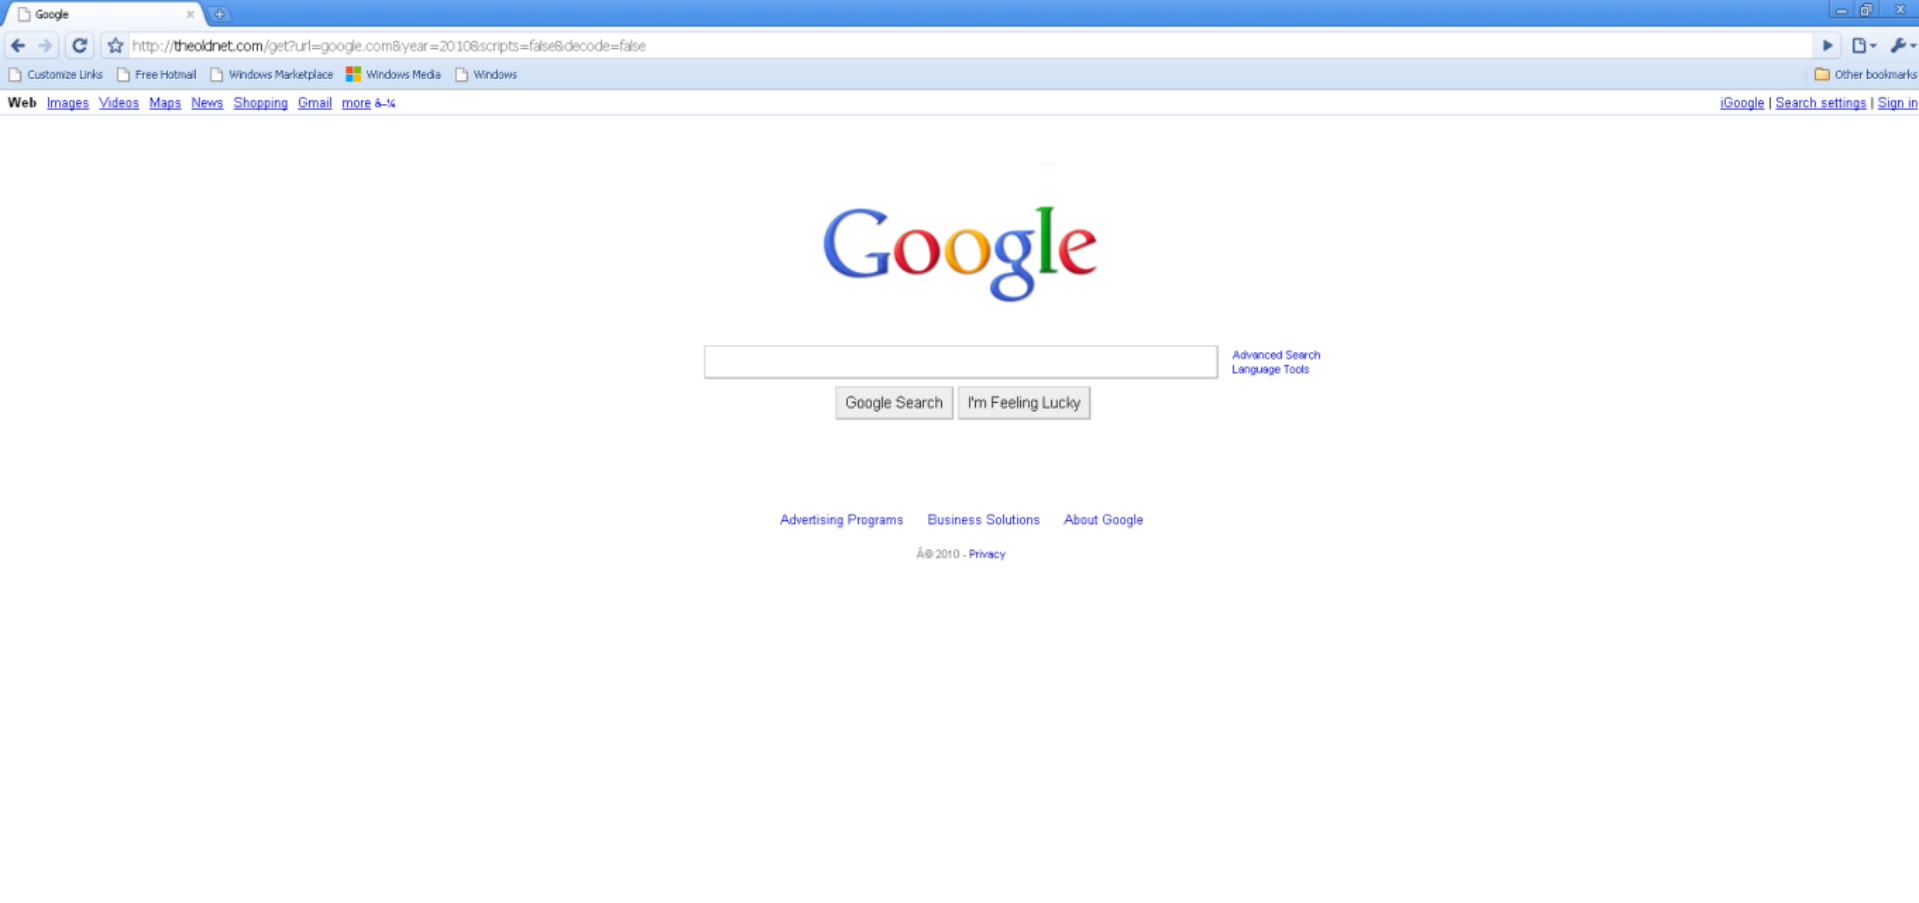 Google
http://theoldnet.com/get?url=google.com&year=2010&scripts=false&decode=false
Customize Links Free Hotmail Windows Marketplace Windows Media Windows Other bookmarks
Web Images Videos Maps News Shopping Gmail more â–¼ iGoogle | Search settings | Sign in
Google
Advanced Search
Language Tools
Google Search I'm Feeling Lucky
Advertising Programs Business Solutions About Google
Â© 2010 - Privacy